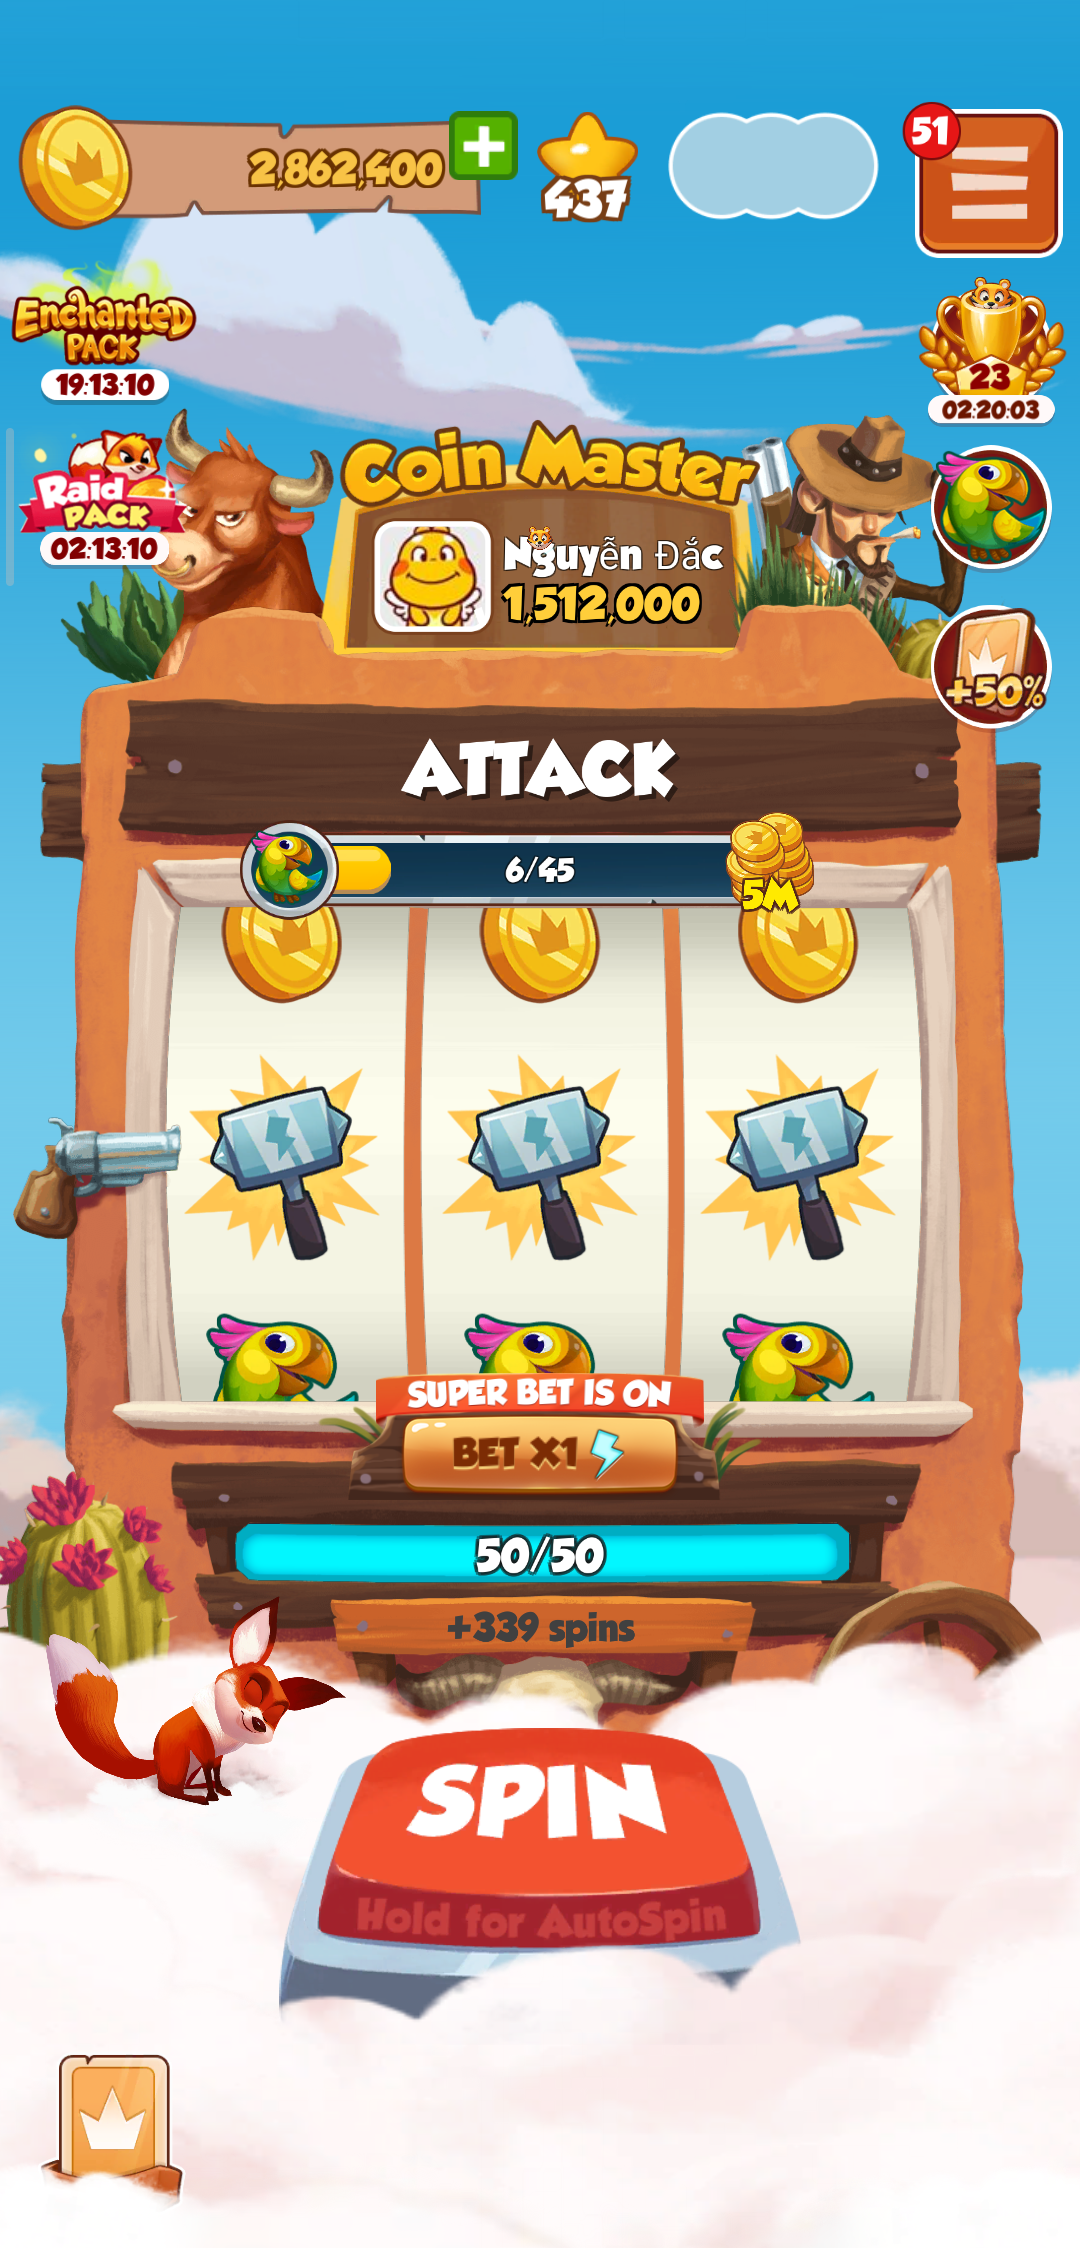 2,862,400
437
51
Enchanted
PACK
19:13:10
23
02:20:03
Raid
PACK
02:13:10
Coin Master
Nguyễn Đắc
1,512,000
+50%
ATTACK
6/45
5M
SUPER BET IS ON
BET X1
50/50
+339 spins
SPIN
Hold for AutoSpin